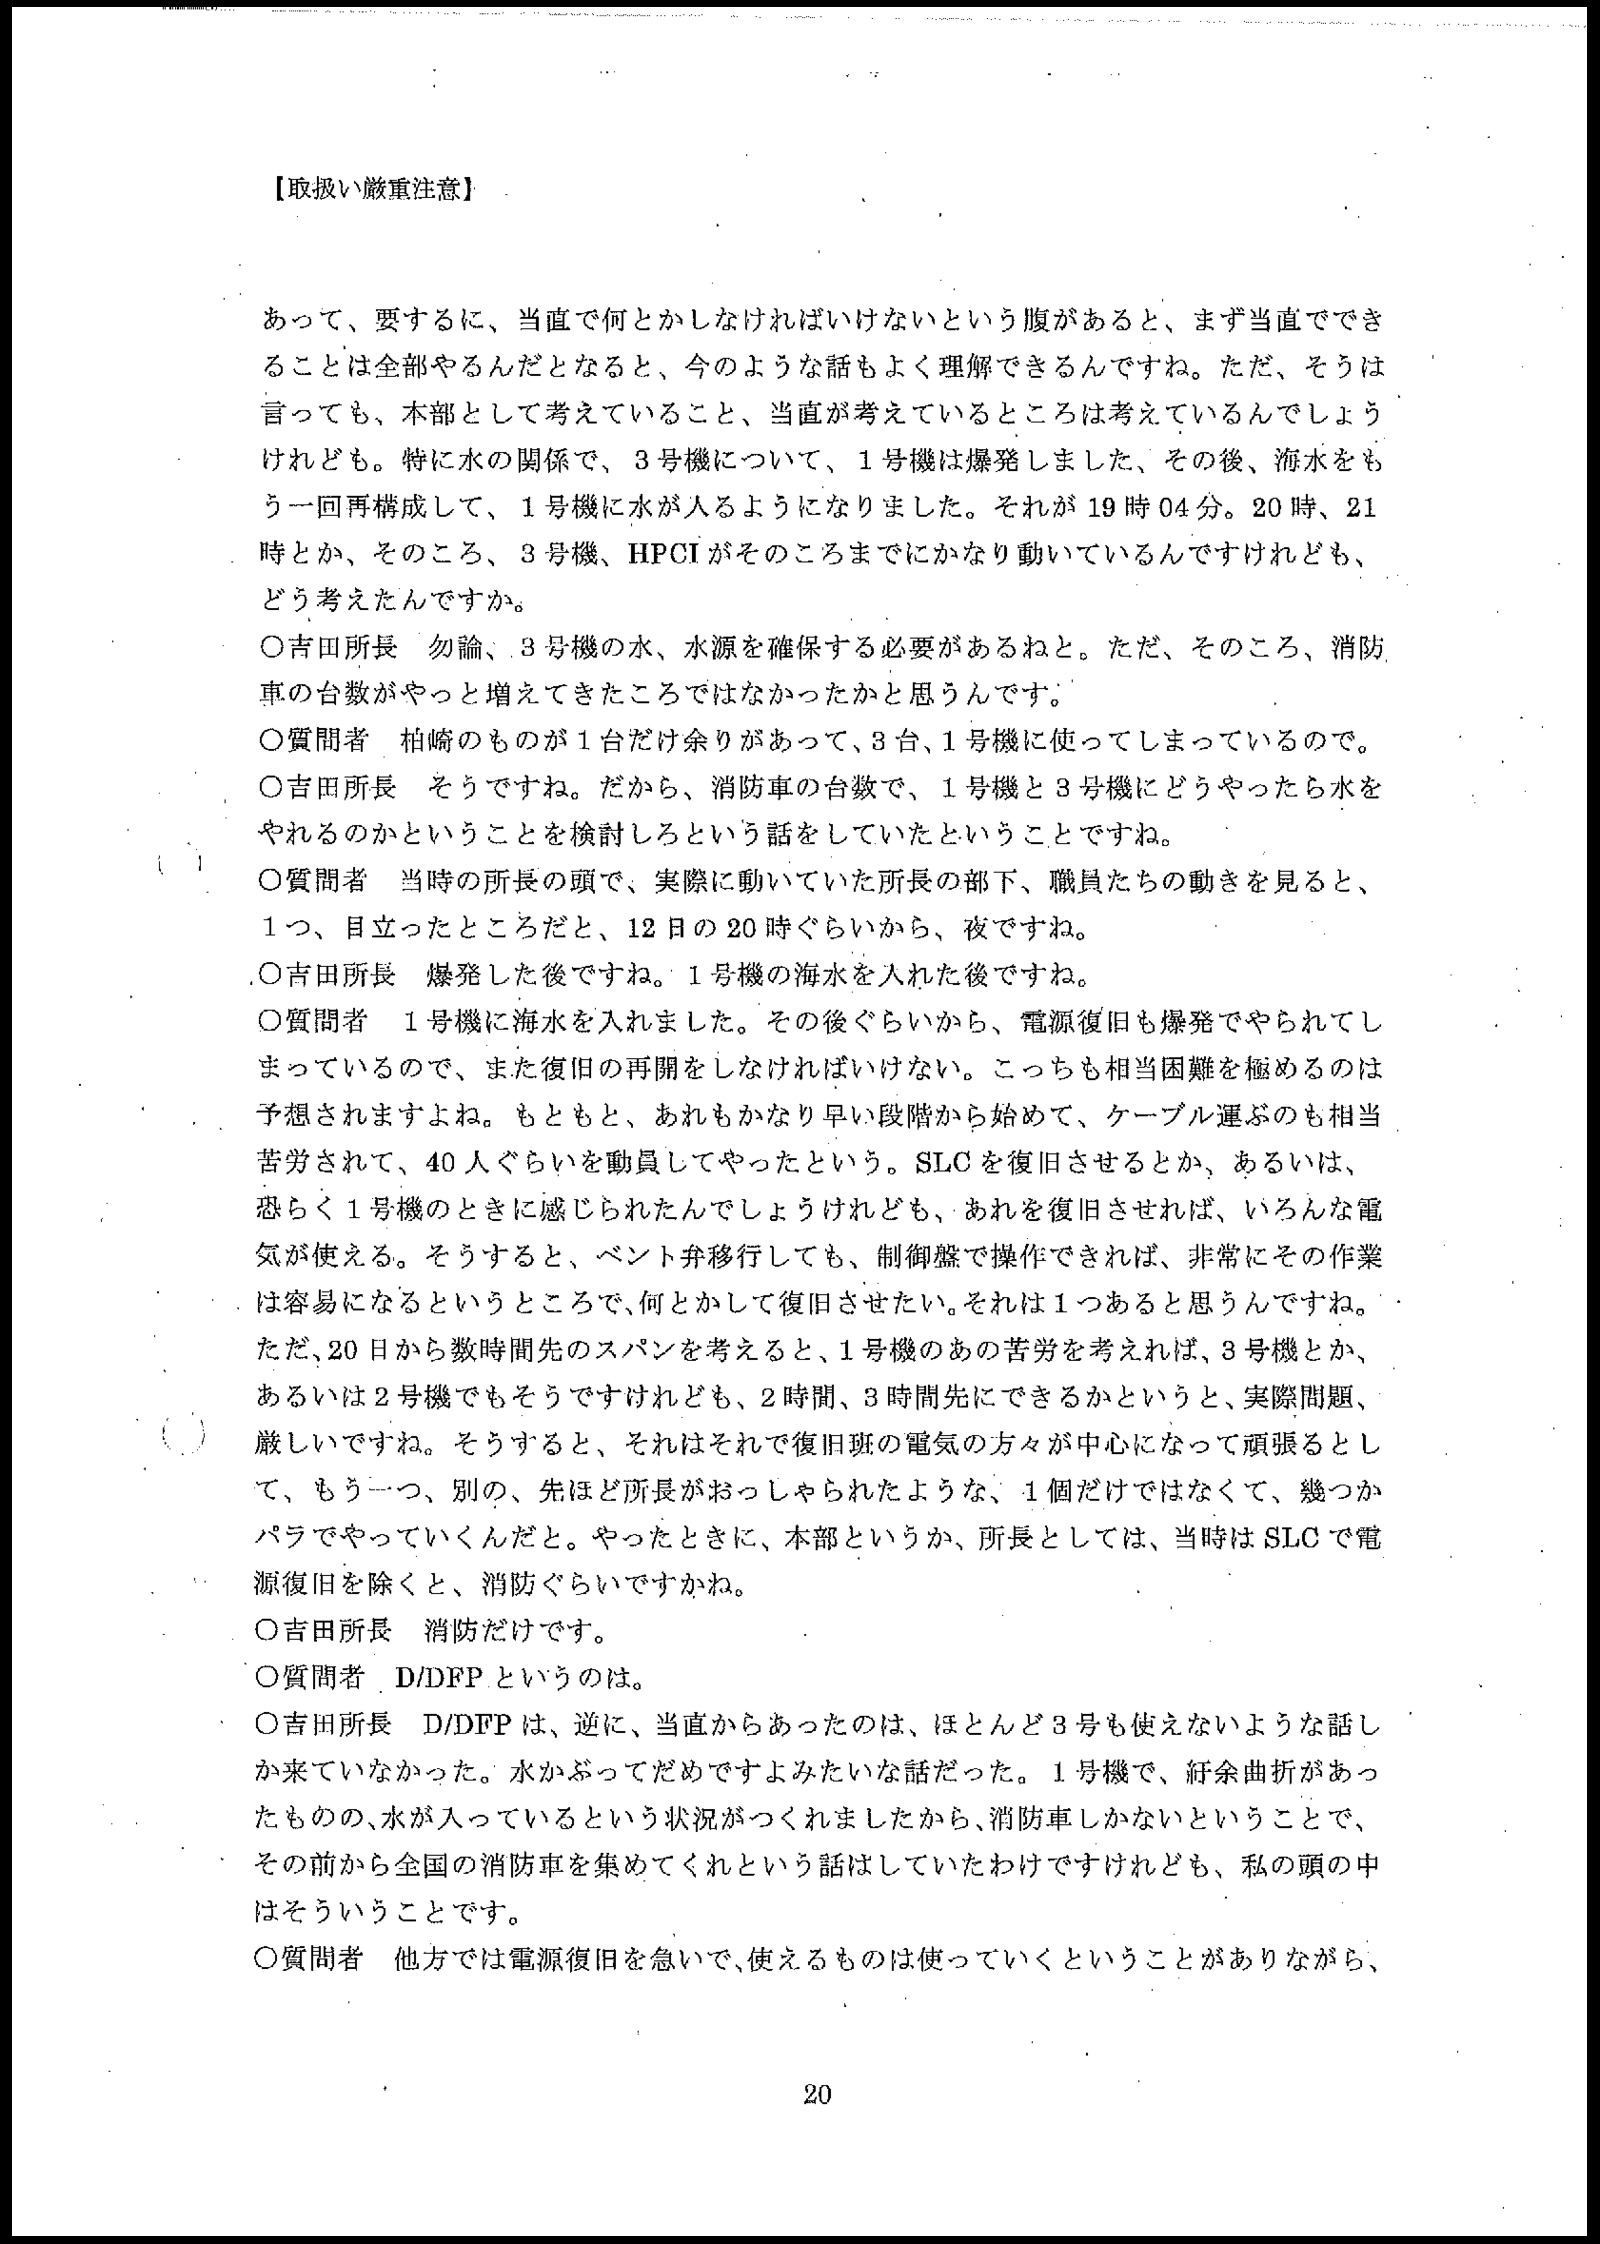 【取扱い厳重注意】
あって、要するに、当直で何とかしなければいけないという腹があると、まず当直ででき
ることは全部やるんだとなると、今のような話もよく理解できるんですね。ただ、そうは
言っても、本部として考えていること、当直が考えているところは考えているんでしょう
けれども。特に水の関係で、3号機について、1号機は爆発しました、その後、海水をも
う一回再構成して、1号機に水が入るようになりました。それが 19 時 04 分。20 時、21
時とか、そのころ、3号機、HPCI がそのころまでにかなり動いているんですけれども、
どう考えたんですか。
○吉田所長　勿論、3号機の水、水源を確保する必要があるねと。ただ、そのころ、消防
車の台数がやっと増えてきたころではなかったかと思うんです。
○質問者　柏崎のものが1台だけ余りがあって、3台、1号機に使ってしまっているので。
○吉田所長　そうですね。だから、消防車の台数で、1号機と3号機にどうやったら水を
やれるのかということを検討しろという話をしていたということですね。
○質問者　当時の所長の頭で、実際に動いていた所長の部下、職員たちの動きを見ると、
1つ、目立ったところだと、12 日の 20 時ぐらいから、夜ですね。
○吉田所長　爆発した後ですね。1号機の海水を入れた後ですね。
○質問者　1号機に海水を入れました。その後ぐらいから、電源復旧も爆発でやられてし
まっているので、また復旧の再開をしなければいけない。こっちも相当困難を極めるのは
予想されますよね。もともと、あれもかなり早い段階から始めて、ケーブル運ぶのも相当
苦労されて、40 人ぐらいを動員してやったという。SLC を復旧させるとか、あるいは、
恐らく1号機のときに感じられたんでしょうけれども、あれを復旧させれば、いろんな電
気が使える。そうすると、ベント弁移行しても、制御盤で操作できれば、非常にその作業
は容易になるというところで、何とかして復旧させたい。それは1つあると思うんですね。
ただ、20 日から数時間先のスパンを考えると、1号機のあの苦労を考えれば、3号機とか、
あるいは2号機でもそうですけれども、2時間、3時間先にできるかというと、実際問題、
厳しいですね。そうすると、それはそれで復旧班の電気の方々が中心になって頑張るとし
て、もう一つ、別の、先ほど所長がおっしゃられたような、1個だけではなくて、幾つか
パラでやっていくんだと。やったときに、本部というか、所長としては、当時は SLC で電
源復旧を除くと、消防ぐらいですかね。
○吉田所長　消防だけです。
○質問者　D/DFP というのは。
○吉田所長　D/DFP は、逆に、当直からあったのは、ほとんど3号も使えないような話し
か来ていなかった。水かぶってだめですよみたいな話だった。1号機で、紆余曲折があっ
たものの、水が入っているという状況がつくれましたから、消防車しかないということで、
その前から全国の消防車を集めてくれという話はしていたわけですけれども、私の頭の中
はそういうことです。
○質問者　他方では電源復旧を急いで、使えるものは使っていくということがありながら、
20